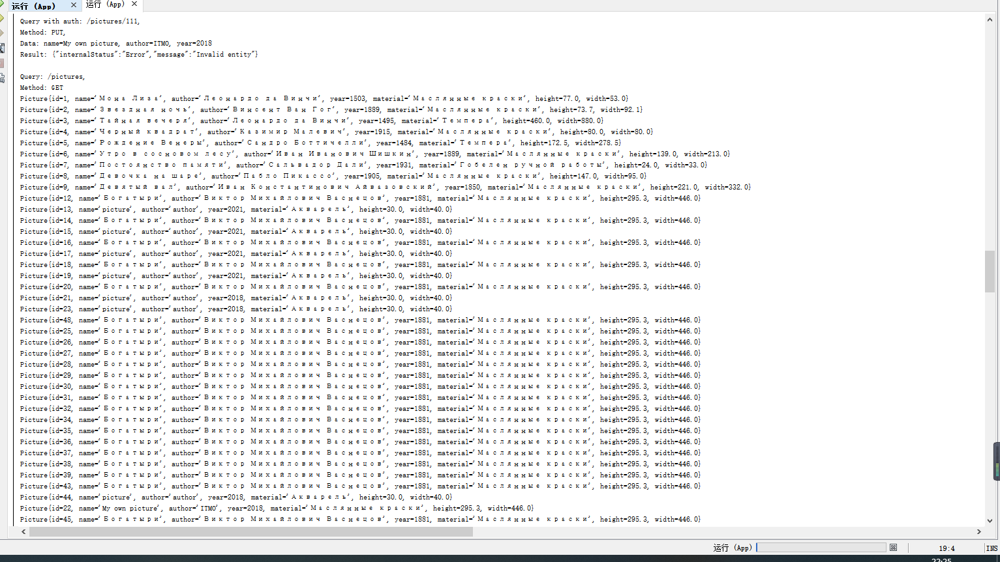 运行 (App) × 运行 (App) ×
Query with auth: /pictures/111,
Method: PUT,
Data: name=My own picture, author=ITMO, year=2018
Result: {"internalStatus":"Error","message":"Invalid entity"}
Query: /pictures,
Method: GET
Picture{id=1, name='Мона Лиза', author='Леонардо да Винчи', year=1503, material='Маслянные краски', height=77.0, width=53.0}
Picture{id=2, name='Звездная ночь', author='Винсент Ван Гог', year=1889, material='Маслянные краски', height=73.7, width=92.1}
Picture{id=3, name='Тайная вечеря', author='Леонардо да Винчи', year=1495, material='Темпера', height=460.0, width=880.0}
Picture{id=4, name='Черный квадрат', author='Казимир Малевич', year=1915, material='Маслянные краски', height=80.0, width=80.0}
Picture{id=5, name='Рождение Венеры', author='Сандро Боттичелли', year=1484, material='Темпера', height=172.5, width=278.5}
Picture{id=6, name='Утро в сосновом лесу', author='Иван Иванович Шишкин', year=1889, material='Маслянные краски', height=139.0, width=213.0}
Picture{id=7, name='Постоянство памяти', author='Сальвадор Дали', year=1931, material='Гобелен ручной работы', height=24.0, width=33.0}
Picture{id=8, name='Девочка на шаре', author='Пабло Пикассо', year=1905, material='Маслянные краски', height=147.0, width=95.0}
Picture{id=9, name='Девятый вал', author='Иван Константинович Айвазовский', year=1850, material='Маслянные краски', height=221.0, width=332.0}
Picture{id=12, name='Богатыри', author='Виктор Михайлович Васнецов', year=1881, material='Маслянные краски', height=295.3, width=446.0}
Picture{id=13, name='picture', author='author', year=2021, material='Акварель', height=30.0, width=40.0}
Picture{id=14, name='Богатыри', author='Виктор Михайлович Васнецов', year=1881, material='Маслянные краски', height=295.3, width=446.0}
Picture{id=15, name='picture', author='author', year=2021, material='Акварель', height=30.0, width=40.0}
Picture{id=16, name='Богатыри', author='Виктор Михайлович Васнецов', year=1881, material='Маслянные краски', height=295.3, width=446.0}
Picture{id=17, name='picture', author='author', year=2021, material='Акварель', height=30.0, width=40.0}
Picture{id=18, name='Богатыри', author='Виктор Михайлович Васнецов', year=1881, material='Маслянные краски', height=295.3, width=446.0}
Picture{id=19, name='picture', author='author', year=2021, material='Акварель', height=30.0, width=40.0}
Picture{id=20, name='Богатыри', author='Виктор Михайлович Васнецов', year=1881, material='Маслянные краски', height=295.3, width=446.0}
Picture{id=21, name='picture', author='author', year=2018, material='Акварель', height=30.0, width=40.0}
Picture{id=23, name='picture', author='author', year=2018, material='Акварель', height=30.0, width=40.0}
Picture{id=48, name='Богатыри', author='Виктор Михайлович Васнецов', year=1881, material='Маслянные краски', height=295.3, width=446.0}
Picture{id=25, name='Богатыри', author='Виктор Михайлович Васнецов', year=1881, material='Маслянные краски', height=295.3, width=446.0}
Picture{id=26, name='Богатыри', author='Виктор Михайлович Васнецов', year=1881, material='Маслянные краски', height=295.3, width=446.0}
Picture{id=27, name='Богатыри', author='Виктор Михайлович Васнецов', year=1881, material='Маслянные краски', height=295.3, width=446.0}
Picture{id=28, name='Богатыри', author='Виктор Михайлович Васнецов', year=1881, material='Маслянные краски', height=295.3, width=446.0}
Picture{id=29, name='Богатыри', author='Виктор Михайлович Васнецов', year=1881, material='Маслянные краски', height=295.3, width=446.0}
Picture{id=30, name='Богатыри', author='Виктор Михайлович Васнецов', year=1881, material='Маслянные краски', height=295.3, width=446.0}
Picture{id=31, name='Богатыри', author='Виктор Михайлович Васнецов', year=1881, material='Маслянные краски', height=295.3, width=446.0}
Picture{id=32, name='Богатыри', author='Виктор Михайлович Васнецов', year=1881, material='Маслянные краски', height=295.3, width=446.0}
Picture{id=34, name='Богатыри', author='Виктор Михайлович Васнецов', year=1881, material='Маслянные краски', height=295.3, width=446.0}
Picture{id=35, name='Богатыри', author='Виктор Михайлович Васнецов', year=1881, material='Маслянные краски', height=295.3, width=446.0}
Picture{id=36, name='Богатыри', author='Виктор Михайлович Васнецов', year=1881, material='Маслянные краски', height=295.3, width=446.0}
Picture{id=37, name='Богатыри', author='Виктор Михайлович Васнецов', year=1881, material='Маслянные краски', height=295.3, width=446.0}
Picture{id=38, name='Богатыри', author='Виктор Михайлович Васнецов', year=1881, material='Маслянные краски', height=295.3, width=446.0}
Picture{id=39, name='Богатыри', author='Виктор Михайлович Васнецов', year=1881, material='Маслянные краски', height=295.3, width=446.0}
Picture{id=43, name='Богатыри', author='Виктор Михайлович Васнецов', year=1881, material='Маслянные краски', height=295.3, width=446.0}
Picture{id=44, name='picture', author='author', year=2018, material='Акварель', height=30.0, width=40.0}
Picture{id=22, name='My own picture', author='ITMO', year=2018, material='Маслянные краски', height=295.3, width=446.0}
Picture{id=45, name='Богатыри', author='Виктор Михайлович Васнецов', year=1881, material='Маслянные краски', height=295.3, width=446.0}
运行 (App) 19:4 INS
22:25